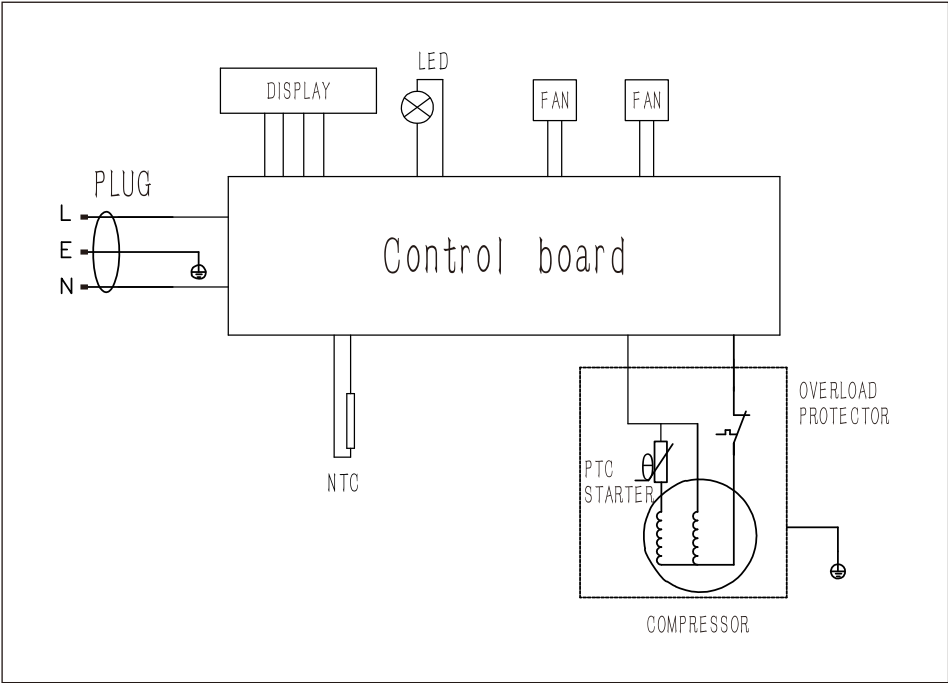 LED
DISPLAY
FAN
FAN
PLUG
L
E
N
Control board
OVERLOAD
PROTECTOR
NTC
PTC
STARTER
COMPRESSOR